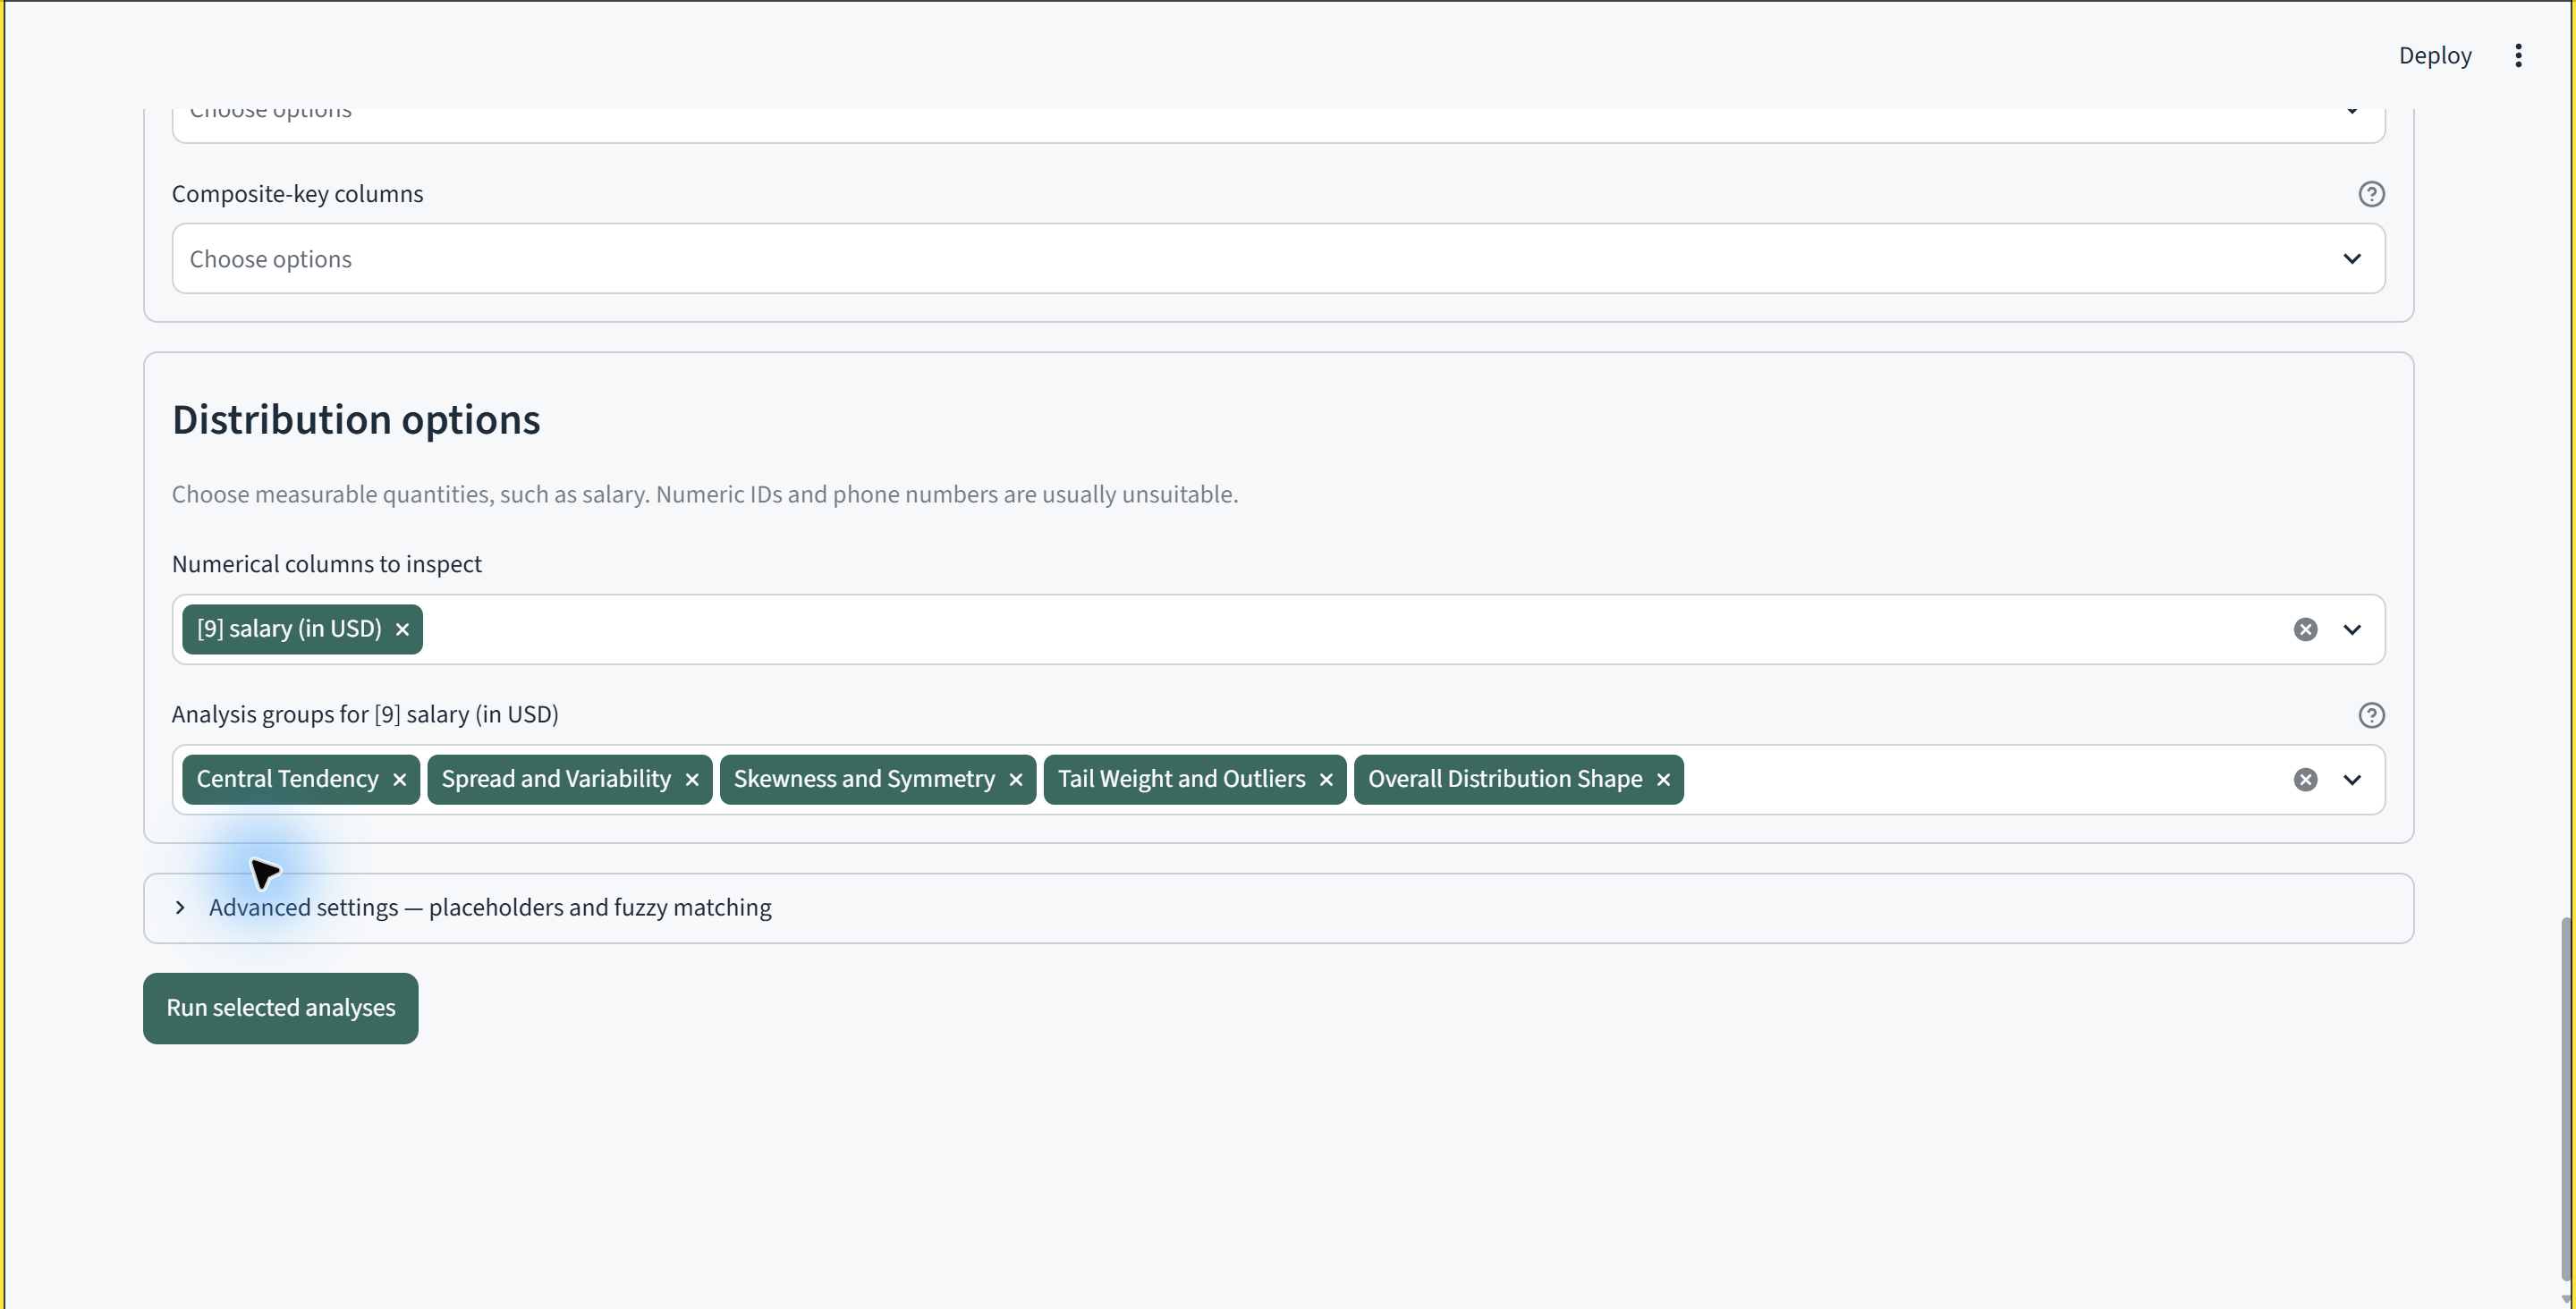 Deploy
Choose options
Composite-key columns
Choose options
Distribution options
Choose measurable quantities, such as salary. Numeric IDs and phone numbers are usually unsuitable.
Numerical columns to inspect
[9] salary (in USD)
Analysis groups for [9] salary (in USD)
Central Tendency Spread and Variability Skewness and Symmetry Tail Weight and Outliers Overall Distribution Shape
Advanced settings — placeholders and fuzzy matching
Run selected analyses